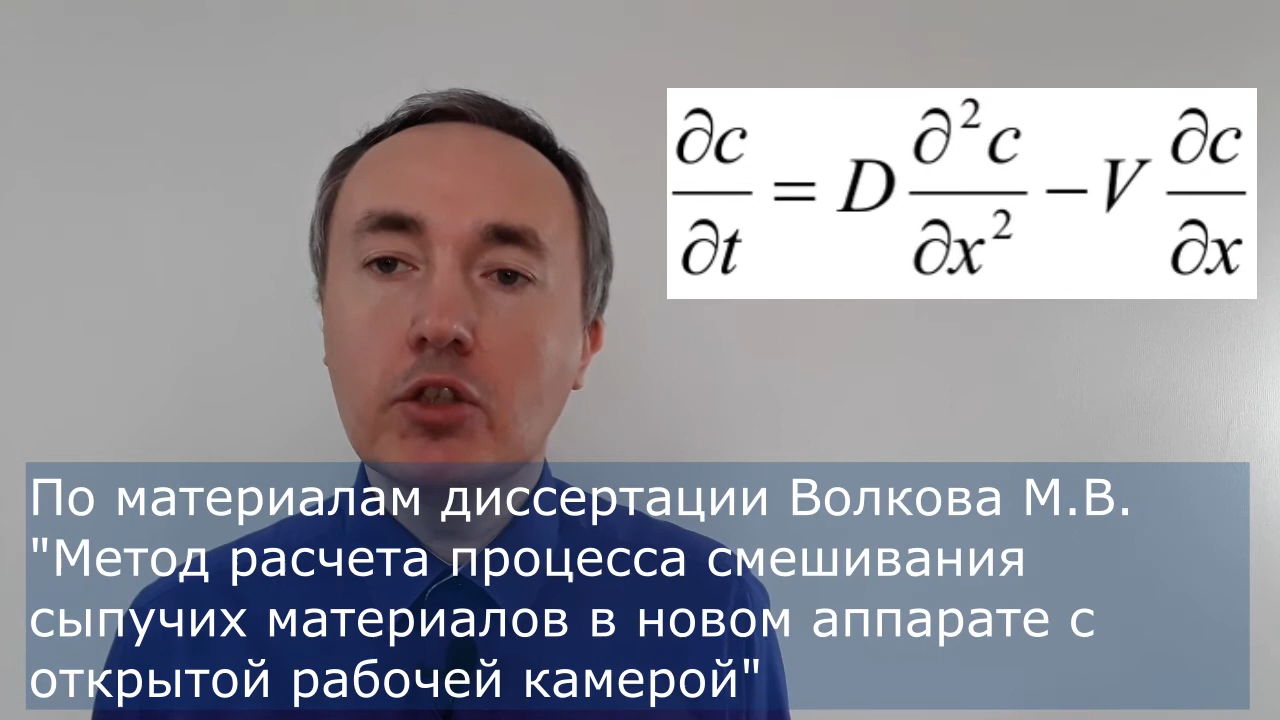 ∂c/∂t = D ∂²c/∂x² − V ∂c/∂x
По материалам диссертации Волкова М.В.
"Метод расчета процесса смешивания
сыпучих материалов в новом аппарате с
открытой рабочей камерой"